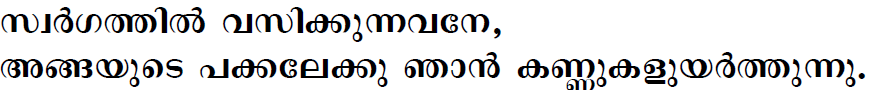 സ്വർഗത്തിൽ വസിക്കുന്നവനേ,
അങ്ങയുടെ പക്കലേക്കു ഞാൻ കണ്ണുകളുയർത്തുന്നു.